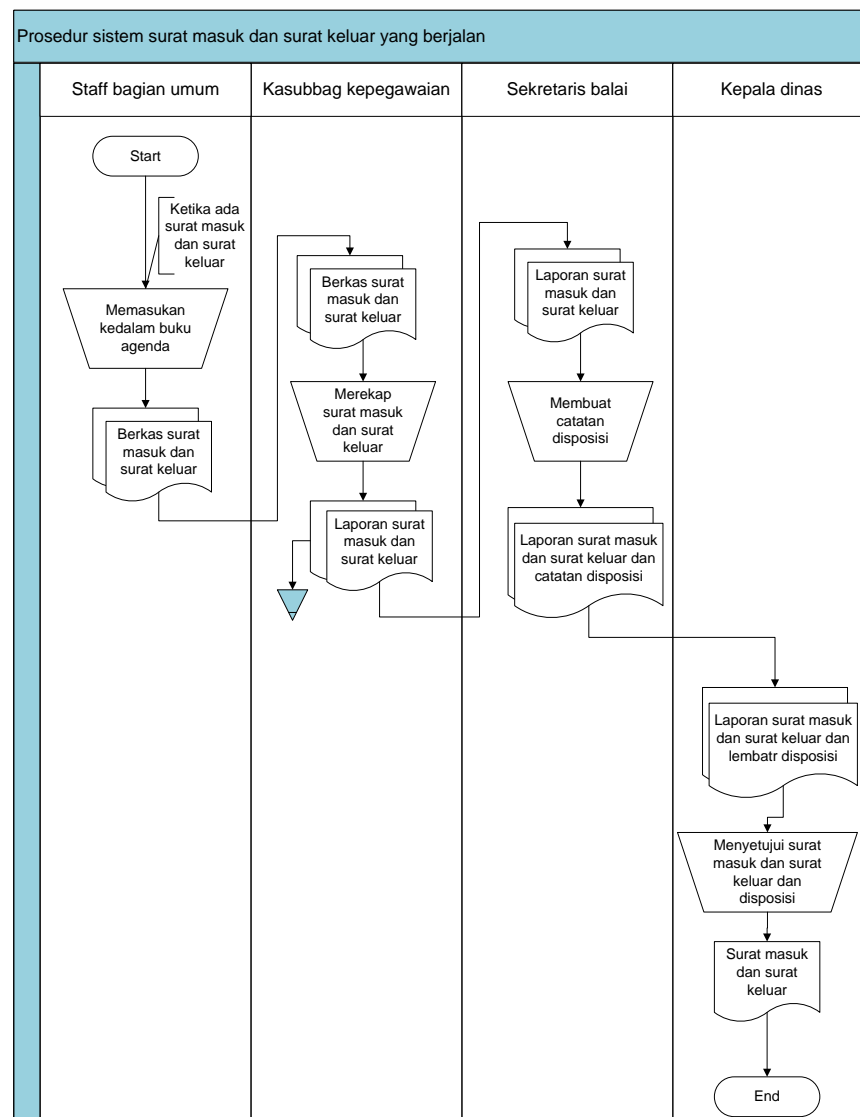 Prosedur sistem surat masuk dan surat keluar yang berjalan
Staff bagian umum
Kasubbag kepegawaian
Sekretaris balai
Kepala dinas
Start
Ketika ada
surat masuk
dan surat
keluar
Memasukan
kedalam buku
agenda
Berkas surat
masuk dan
surat keluar
Berkas surat
masuk dan
surat keluar
Merekap
surat masuk
dan surat
keluar
Laporan surat
masuk dan
surat keluar
Laporan surat
masuk dan
surat keluar
Membuat
catatan
disposisi
Laporan surat masuk
dan surat keluar dan
catatan disposisi
Laporan surat masuk
dan surat keluar dan
lembatr disposisi
Menyetujui surat
masuk dan surat
keluar dan
disposisi
Surat masuk
dan surat
keluar
End